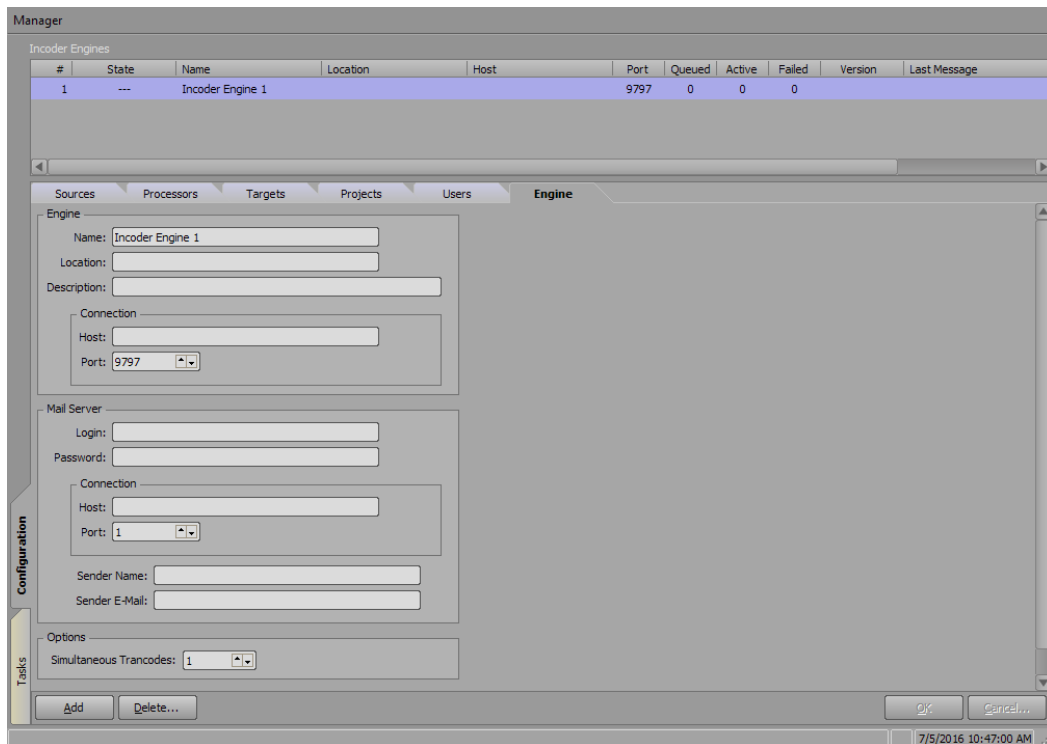 Manager
Incoder Engines
# State Name Location Host Port Queued Active Failed Version Last Message
1 --- Incoder Engine 1 9797 0 0 0
Sources Processors Targets Projects Users Engine
Engine
Name: Incoder Engine 1
Location:
Description:
Connection
Host:
Port: 9797
Mail Server
Login:
Password:
Connection
Host:
Port: 1
Sender Name:
Sender E-Mail:
Options
Simultaneous Trancodes: 1
Configuration
Tasks
Add Delete... OK Cancel...
7/5/2016 10:47:00 AM